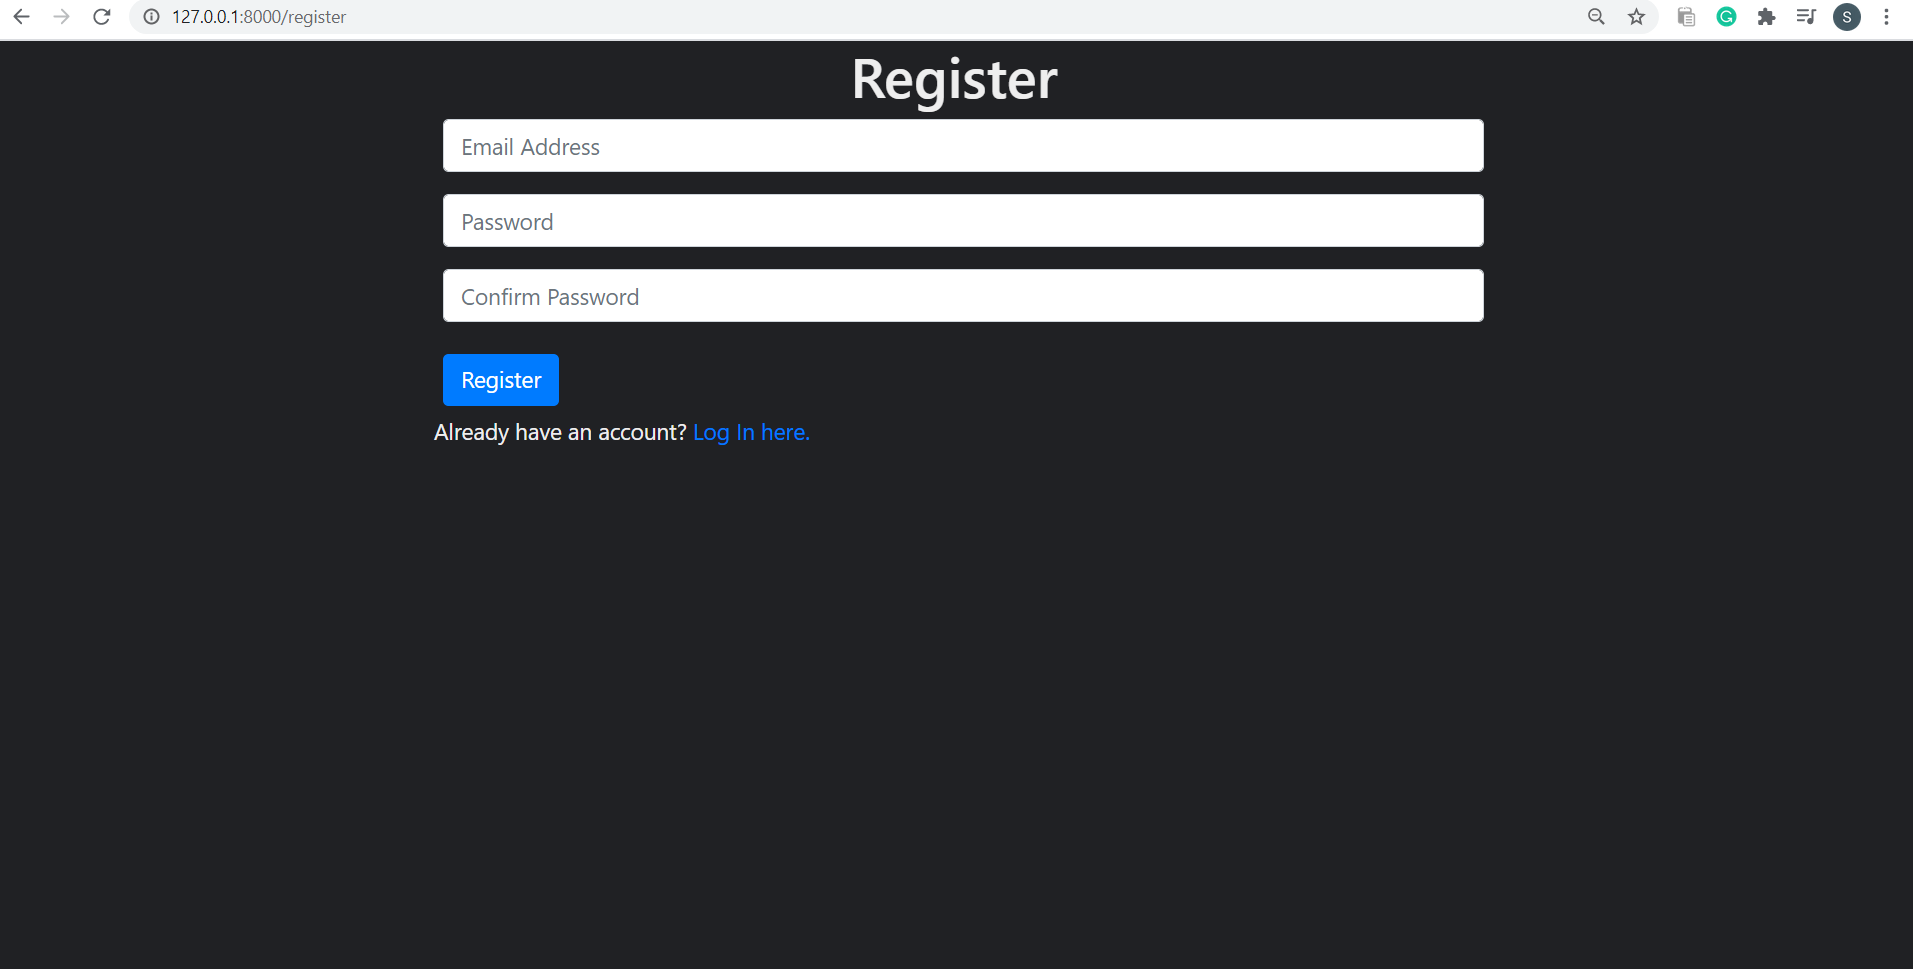 127.0.0.1:8000/register
S
Register
Email Address
Password
Confirm Password
Register
Already have an account? Log In here.